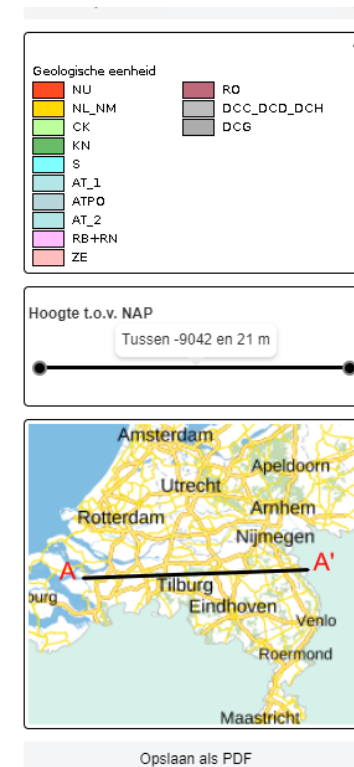 Geologische eenheid
NU
NL_NM
CK
KN
S
AT_1
ATPO
AT_2
RB+RN
ZE
RO
DCC_DCD_DCH
DCG
Hoogte t.o.v. NAP
Tussen -9042 en 21 m
Amsterdam
Apeldoorn
Utrecht
Rotterdam
Arnhem
Nijmegen
A
A'
burg
Tilburg
Eindhoven
Venlo
Roermond
Maastricht
Opslaan als PDF